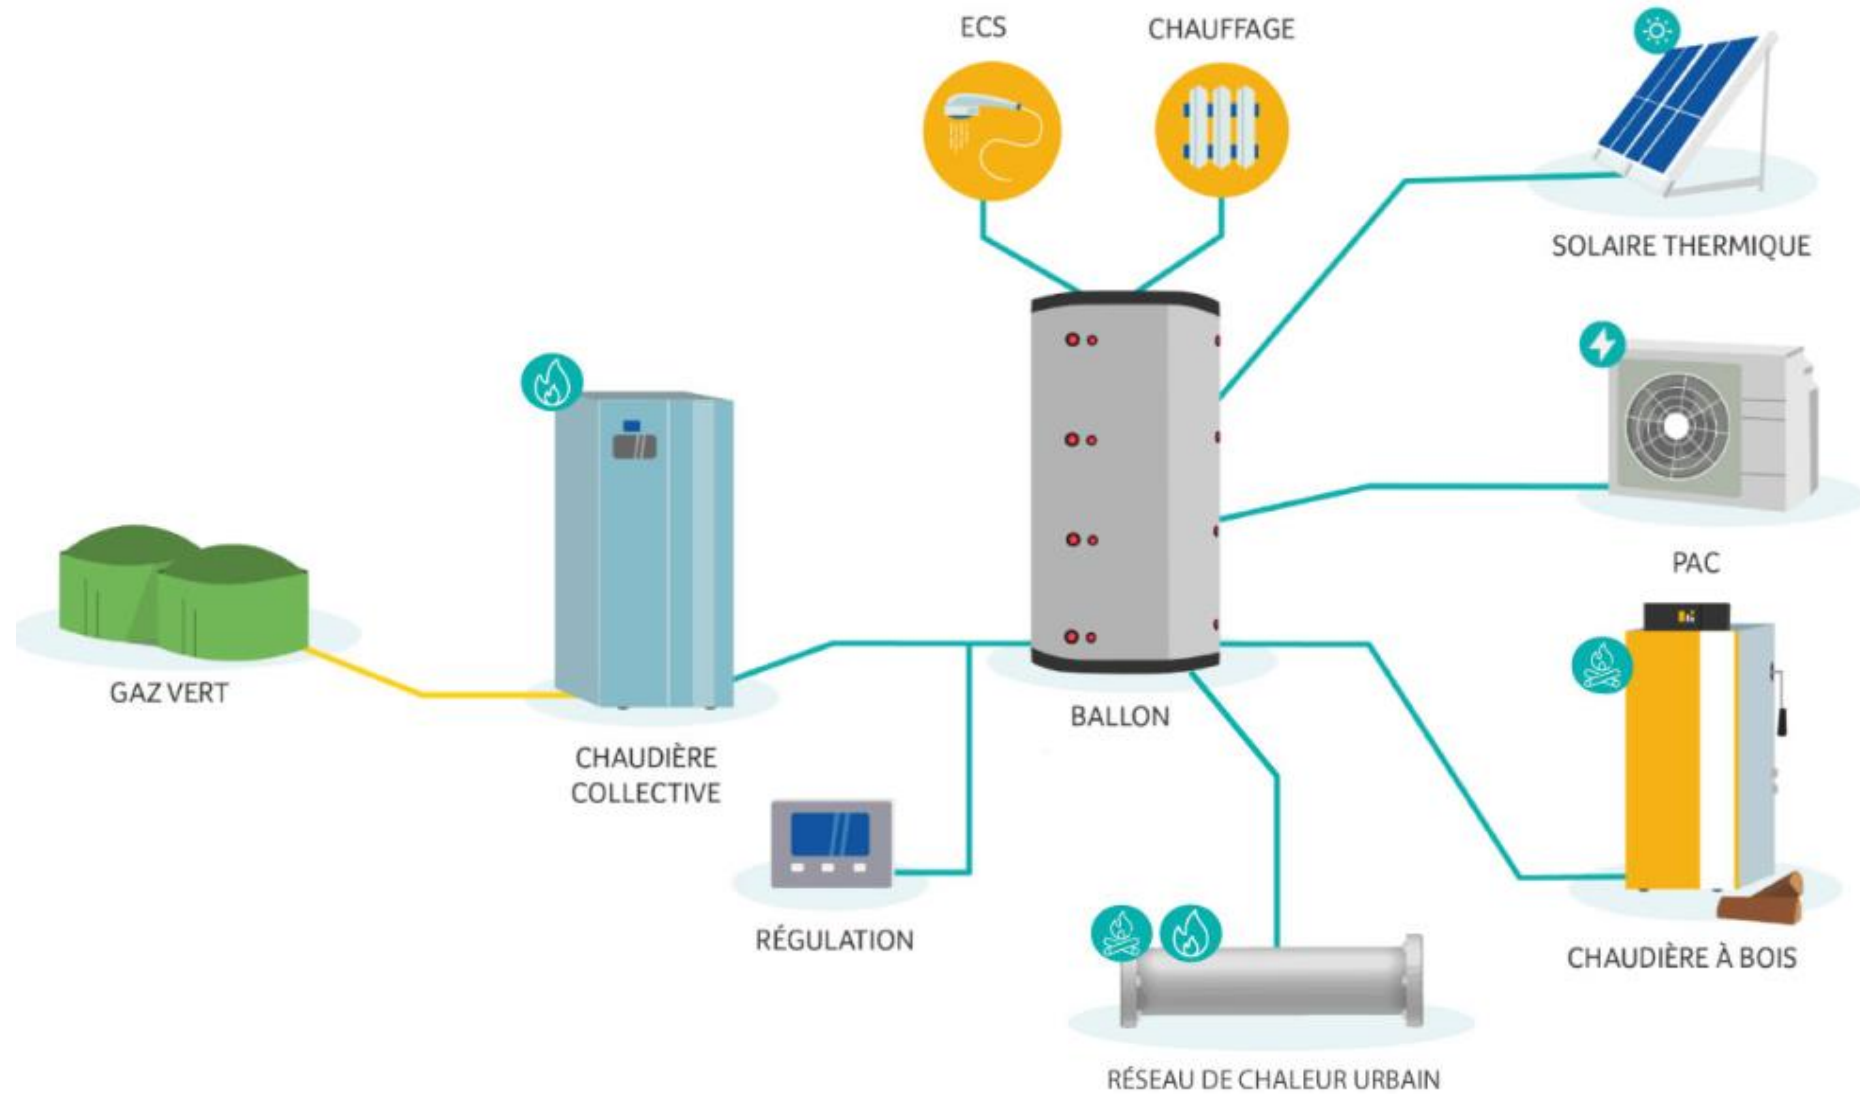 ECS
CHAUFFAGE
SOLAIRE THERMIQUE
PAC
GAZ VERT
BALLON
CHAUDIÈRE
COLLECTIVE
RÉGULATION
CHAUDIÈRE À BOIS
RÉSEAU DE CHALEUR URBAIN